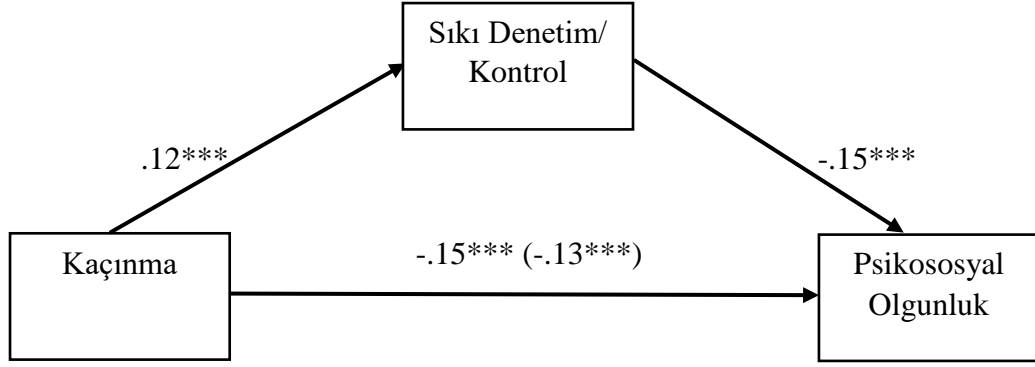 Sıkı Denetim/
Kontrol
.12***
-.15***
-.15*** (-.13***)
Kaçınma
Psikososyal
Olgunluk